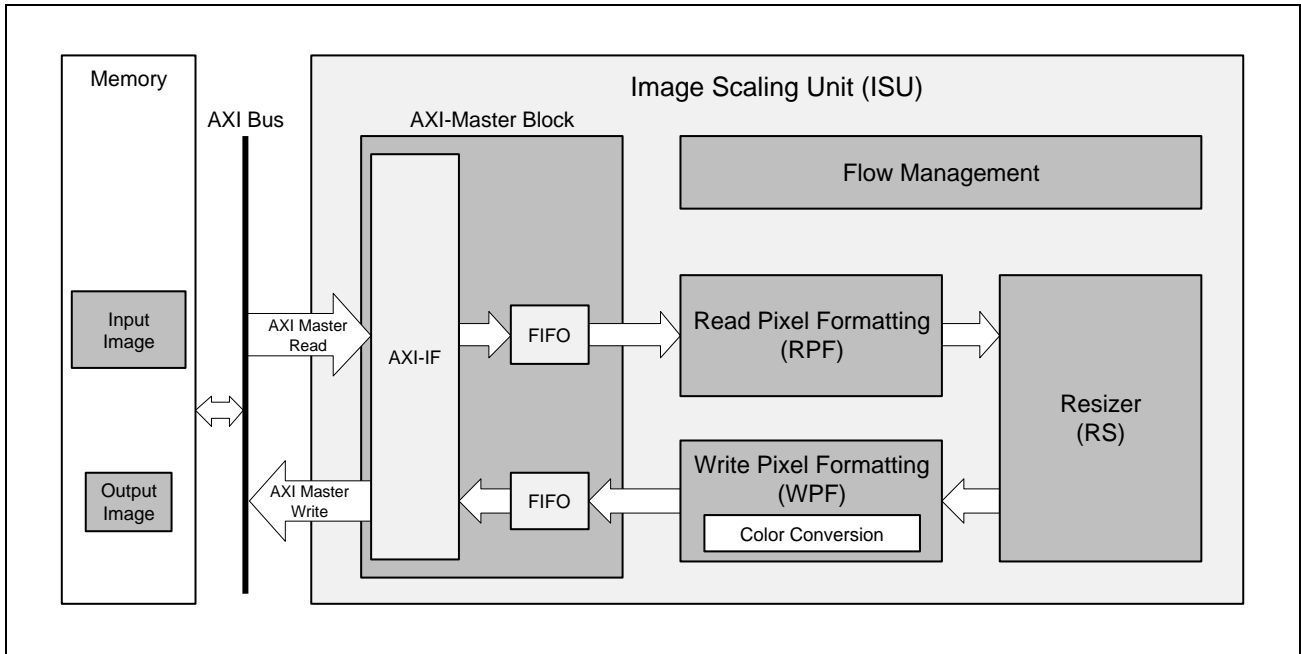 Memory
Image Scaling Unit (ISU)
AXI Bus
AXI-Master Block
Flow Management
Input
Image
AXI Master
Read
AXI-IF
FIFO
Read Pixel Formatting
(RPF)
Resizer
(RS)
Output
Image
AXI Master
Write
FIFO
Write Pixel Formatting
(WPF)
Color Conversion